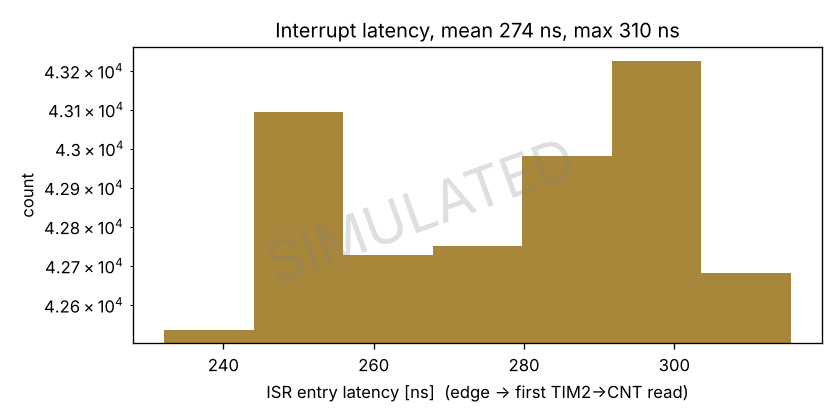 Interrupt latency, mean 274 ns, max 310 ns
count
4.32 × 10⁴
4.31 × 10⁴
4.3 × 10⁴
4.29 × 10⁴
4.28 × 10⁴
4.27 × 10⁴
4.26 × 10⁴
SIMULATED
240 260 280 300
ISR entry latency [ns]  (edge → first TIM2→CNT read)